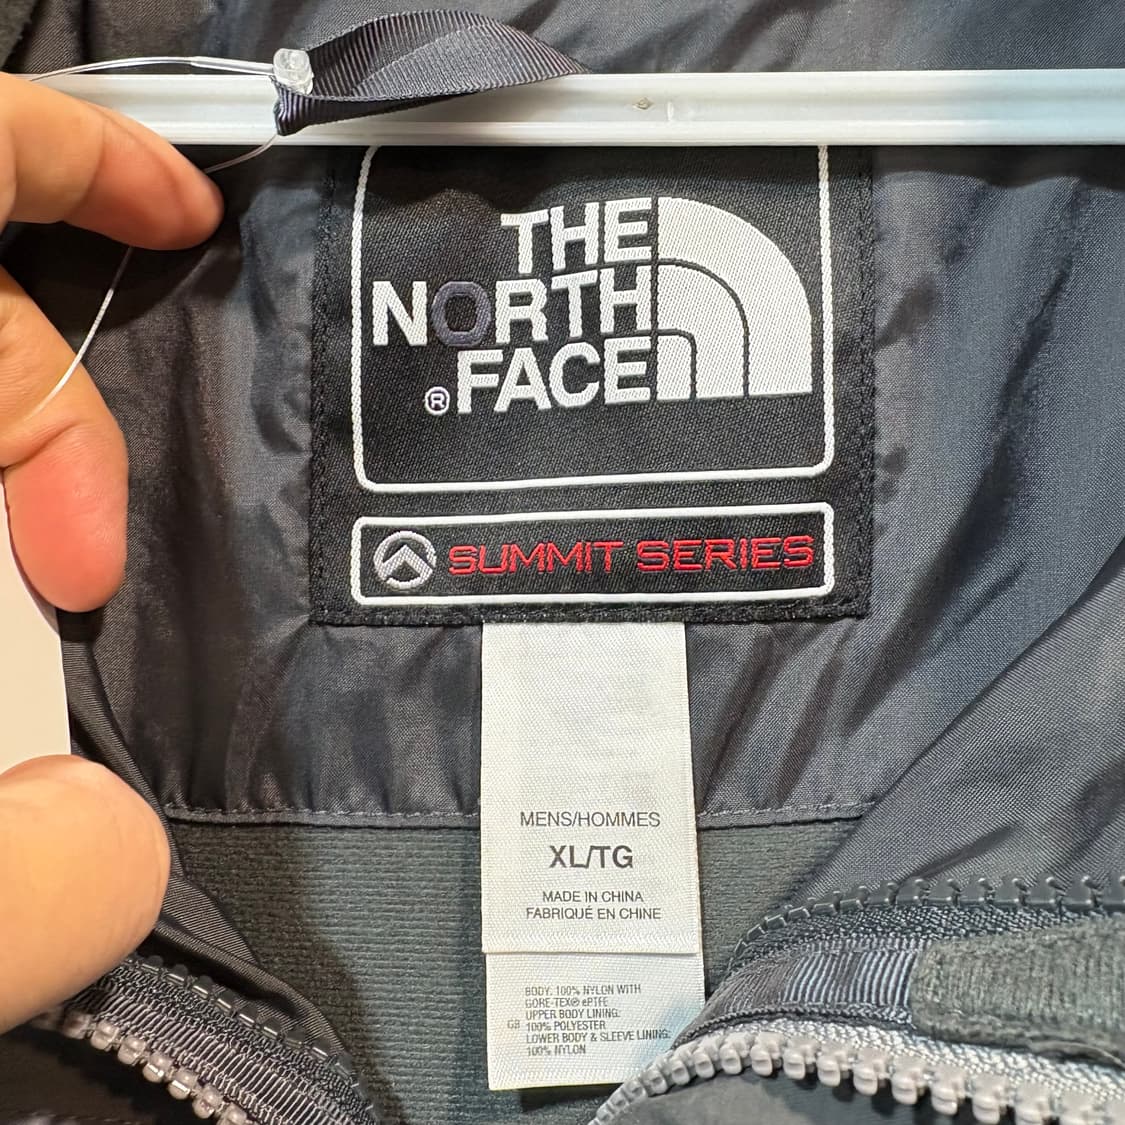 THE
NORTH
FACE
®
SUMMIT SERIES
MENS/HOMMES
XL/TG
MADE IN CHINA
FABRIQUÉ EN CHINE
BODY: 100% NYLON WITH
GORE-TEX® ePTFE
UPPER BODY LINING:
GB 100% POLYESTER
LOWER BODY & SLEEVE LINING:
100% NYLON